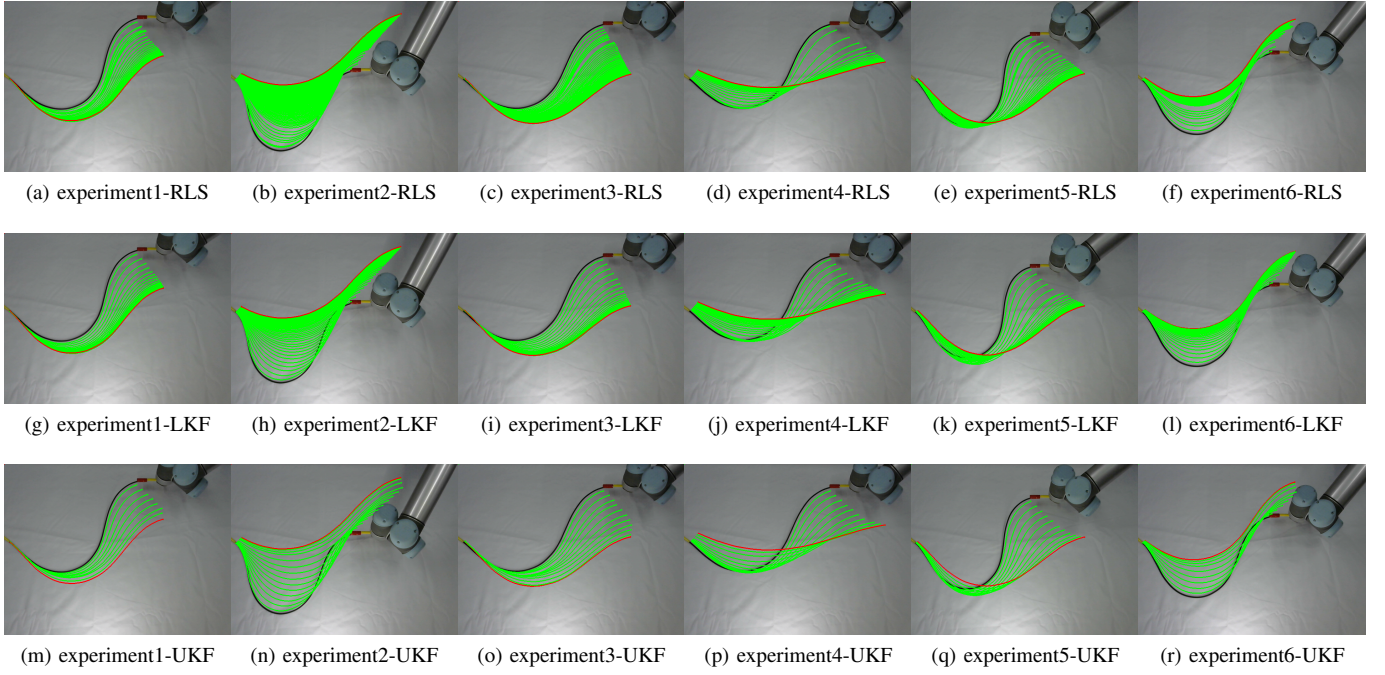 (a) experiment1-RLS (b) experiment2-RLS (c) experiment3-RLS (d) experiment4-RLS (e) experiment5-RLS (f) experiment6-RLS
(g) experiment1-LKF (h) experiment2-LKF (i) experiment3-LKF (j) experiment4-LKF (k) experiment5-LKF (l) experiment6-LKF
(m) experiment1-UKF (n) experiment2-UKF (o) experiment3-UKF (p) experiment4-UKF (q) experiment5-UKF (r) experiment6-UKF